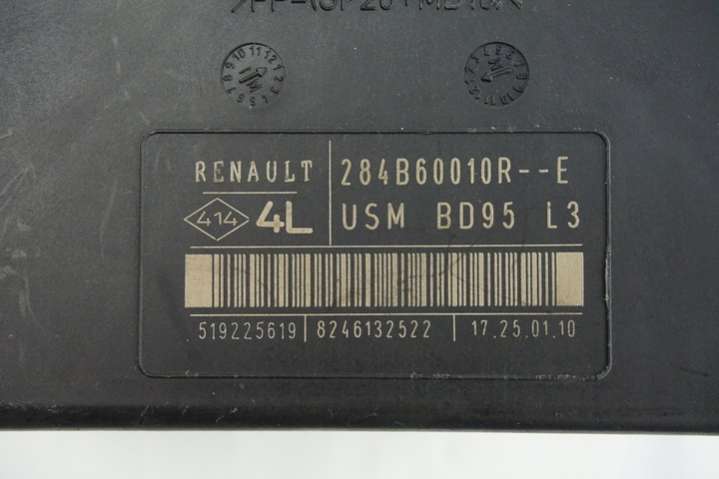 RENAULT 284B60010R--E
414 4L USM BD95 L3
519225619 8246132522 17.25.01.10